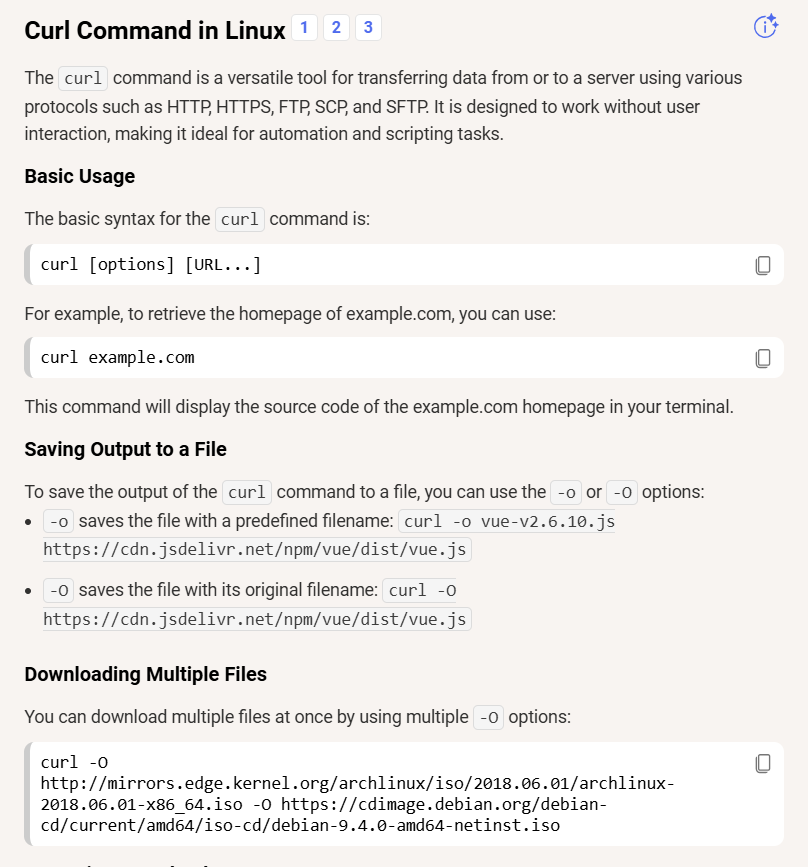 Curl Command in Linux 1 2 3
The curl command is a versatile tool for transferring data from or to a server using various
protocols such as HTTP, HTTPS, FTP, SCP, and SFTP. It is designed to work without user
interaction, making it ideal for automation and scripting tasks.
Basic Usage
The basic syntax for the curl command is:
curl [options] [URL...]
For example, to retrieve the homepage of example.com, you can use:
curl example.com
This command will display the source code of the example.com homepage in your terminal.
Saving Output to a File
To save the output of the curl command to a file, you can use the -o or -O options:
• -o saves the file with a predefined filename: curl -o vue-v2.6.10.js
https://cdn.jsdelivr.net/npm/vue/dist/vue.js
• -O saves the file with its original filename: curl -O
https://cdn.jsdelivr.net/npm/vue/dist/vue.js
Downloading Multiple Files
You can download multiple files at once by using multiple -O options:
curl -O
http://mirrors.edge.kernel.org/archlinux/iso/2018.06.01/archlinux-
2018.06.01-x86_64.iso -O https://cdimage.debian.org/debian-
cd/current/amd64/iso-cd/debian-9.4.0-amd64-netinst.iso